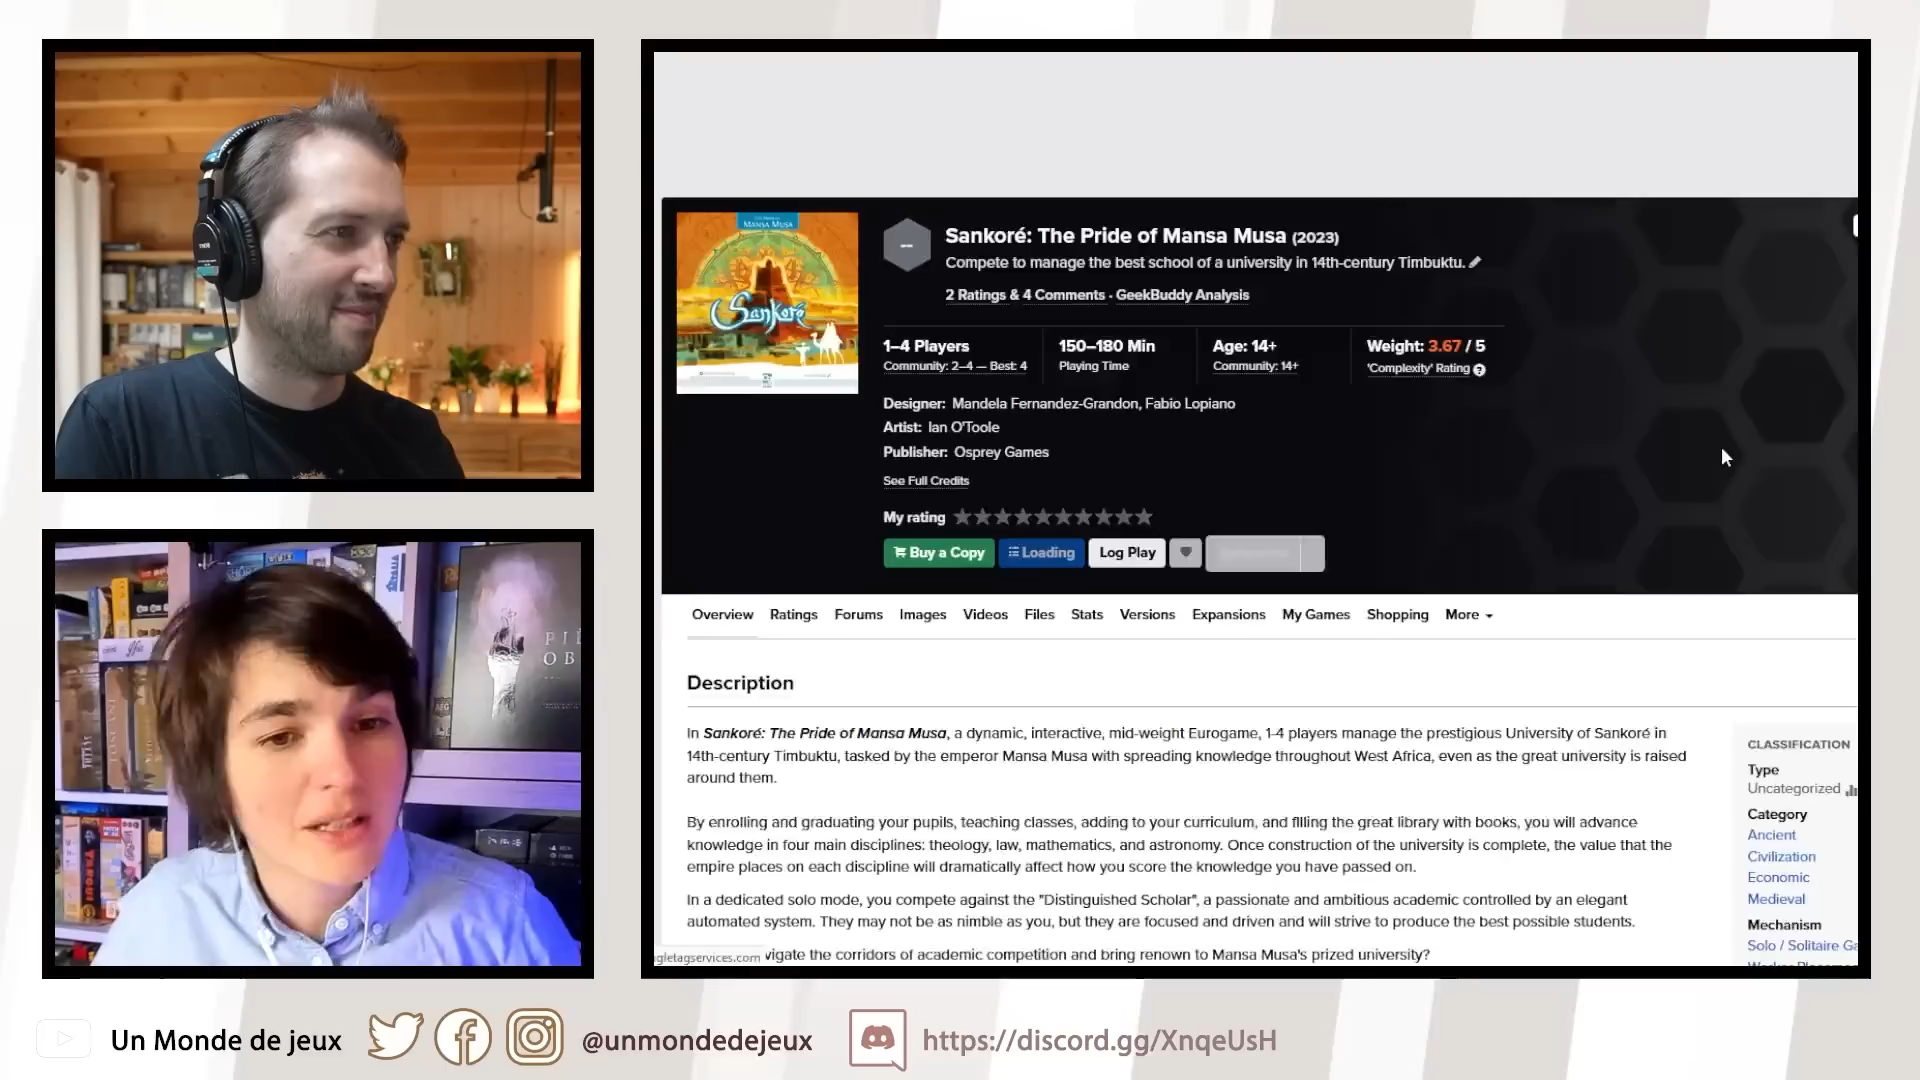 MANSA MUSA
Sankoré
Sankoré: The Pride of Mansa Musa (2023)
Compete to manage the best school of a university in 14th-century Timbuktu.
2 Ratings & 4 Comments · GeekBuddy Analysis
1–4 Players
Community: 2–4 — Best: 4
150–180 Min
Playing Time
Age: 14+
Community: 14+
Weight: 3.67 / 5
'Complexity' Rating
Designer: Mandela Fernandez-Grandon, Fabio Lopiano
Artist: Ian O'Toole
Publisher: Osprey Games
See Full Credits
My rating
Buy a Copy
Loading
Log Play
Overview Ratings Forums Images Videos Files Stats Versions Expansions My Games Shopping More
Description
In Sankoré: The Pride of Mansa Musa, a dynamic, interactive, mid-weight Eurogame, 1-4 players manage the prestigious University of Sankoré in
14th-century Timbuktu, tasked by the emperor Mansa Musa with spreading knowledge throughout West Africa, even as the great university is raised
around them.
By enrolling and graduating your pupils, teaching classes, adding to your curriculum, and filling the great library with books, you will advance
knowledge in four main disciplines: theology, law, mathematics, and astronomy. Once construction of the university is complete, the value that the
empire places on each discipline will dramatically affect how you score the knowledge you have passed on.
In a dedicated solo mode, you compete against the "Distinguished Scholar", a passionate and ambitious academic controlled by an elegant
automated system. They may not be as nimble as you, but they are focused and driven and will strive to produce the best possible students.
gletagservices.com vigate the corridors of academic competition and bring renown to Mansa Musa's prized university?
CLASSIFICATION
Type
Uncategorized
Category
Ancient
Civilization
Economic
Medieval
Mechanism
Solo / Solitaire Ga
PI
OB
Un Monde de jeux
@unmondedejeux
https://discord.gg/XnqeUsH